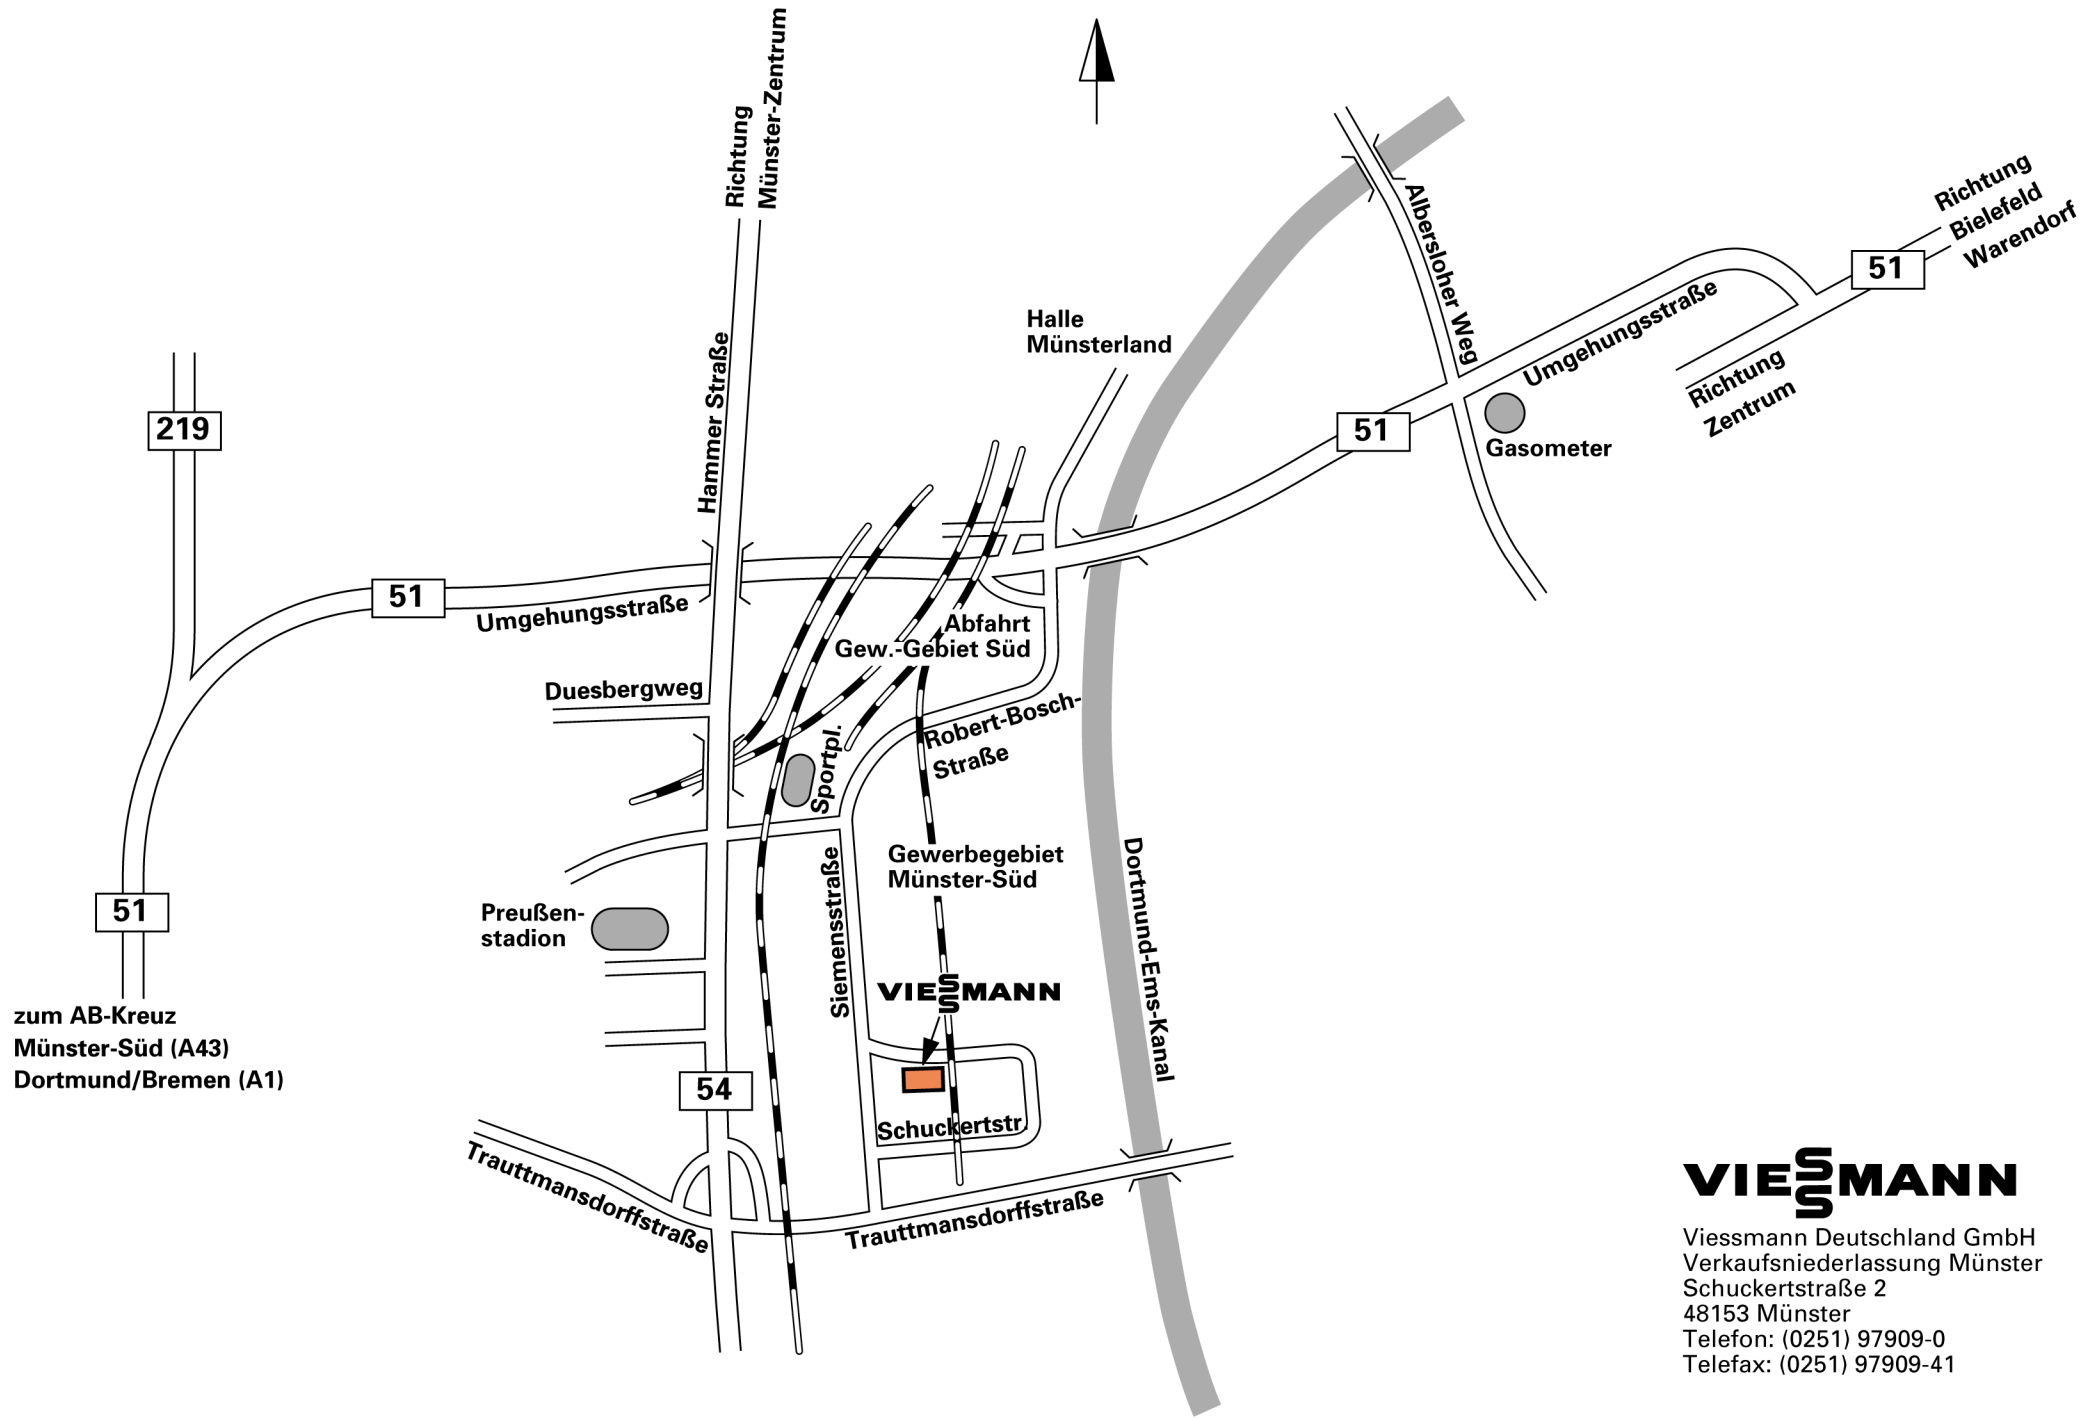 Richtung
Münster-Zentrum
Hammer Straße
Albersloher Weg
Richtung
Bielefeld
Warendorf
51
Umgehungsstraße
Richtung
Zentrum
Halle
Münsterland
51
Gasometer
219
51
Umgehungsstraße
Abfahrt
Gew.-Gebiet Süd
Duesbergweg
Robert-Bosch-
Straße
Sportpl.
Gewerbegebiet
Münster-Süd
Siemensstraße
Dortmund-Ems-Kanal
Preußen-
stadion
51
zum AB-Kreuz
Münster-Süd (A43)
Dortmund/Bremen (A1)
VIESSMANN
54
Schuckertstr.
Trauttmansdorffstraße
Trauttmansdorffstraße
VIESSMANN
Viessmann Deutschland GmbH
Verkaufsniederlassung Münster
Schuckertstraße 2
48153 Münster
Telefon: (0251) 97909-0
Telefax: (0251) 97909-41